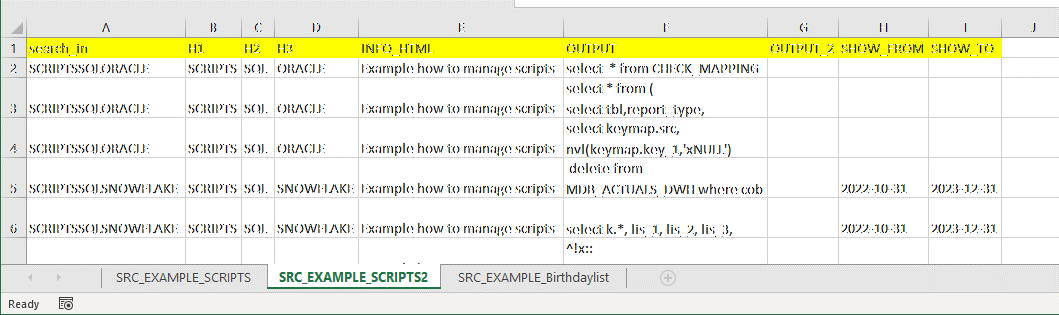 A B C D E F G H I J
1 search_in H1 H2 H3 INFO_HTML OUTPUT OUTPUT_2 SHOW_FROM SHOW_TO
2 SCRIPTSSQLORACLE SCRIPTS SQL ORACLE Example how to manage scripts select * from CHECK_MAPPING
select * from (
3 SCRIPTSSQLORACLE SCRIPTS SQL ORACLE Example how to manage scripts select tbl,report_type,
select keymap.src,
4 SCRIPTSSQLORACLE SCRIPTS SQL ORACLE Example how to manage scripts nvl(keymap.key_1,'xNULL')
delete from
5 SCRIPTSSQLSNOWFLAKE SCRIPTS SQL SNOWFLAKE Example how to manage scripts MDB_ACTUALS_DWH where cob 2022-10-31 2023-12-31
6 SCRIPTSSQLSNOWFLAKE SCRIPTS SQL SNOWFLAKE Example how to manage scripts select k.*, lis_1, lis_2, lis_3, 2022-10-31 2023-12-31
^!x::
SRC_EXAMPLE_SCRIPTS SRC_EXAMPLE_SCRIPTS2 SRC_EXAMPLE_Birthdaylist
Ready